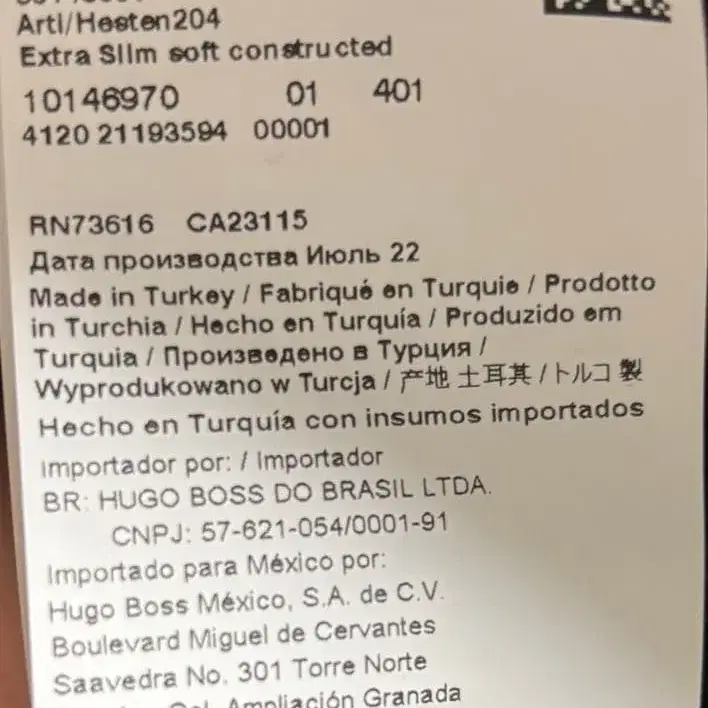 Arti/Hesten204
Extra Slim soft constructed
10146970 01 401
4120 21193594 00001
RN73616 CA23115
Дата производства Июль 22
Made in Turkey / Fabriqué en Turquie / Prodotto
in Turchia / Hecho en Turquía / Produzido em
Turquia / Произведено в Турция /
Wyprodukowano w Turcja / 产地 土耳其 / トルコ 製
Hecho en Turquía con insumos importados
Importador por: / Importador
BR: HUGO BOSS DO BRASIL LTDA.
CNPJ: 57-621-054/0001-91
Importado para México por:
Hugo Boss México, S.A. de C.V.
Boulevard Miguel de Cervantes
Saavedra No. 301 Torre Norte
Col. Ampliación Granada